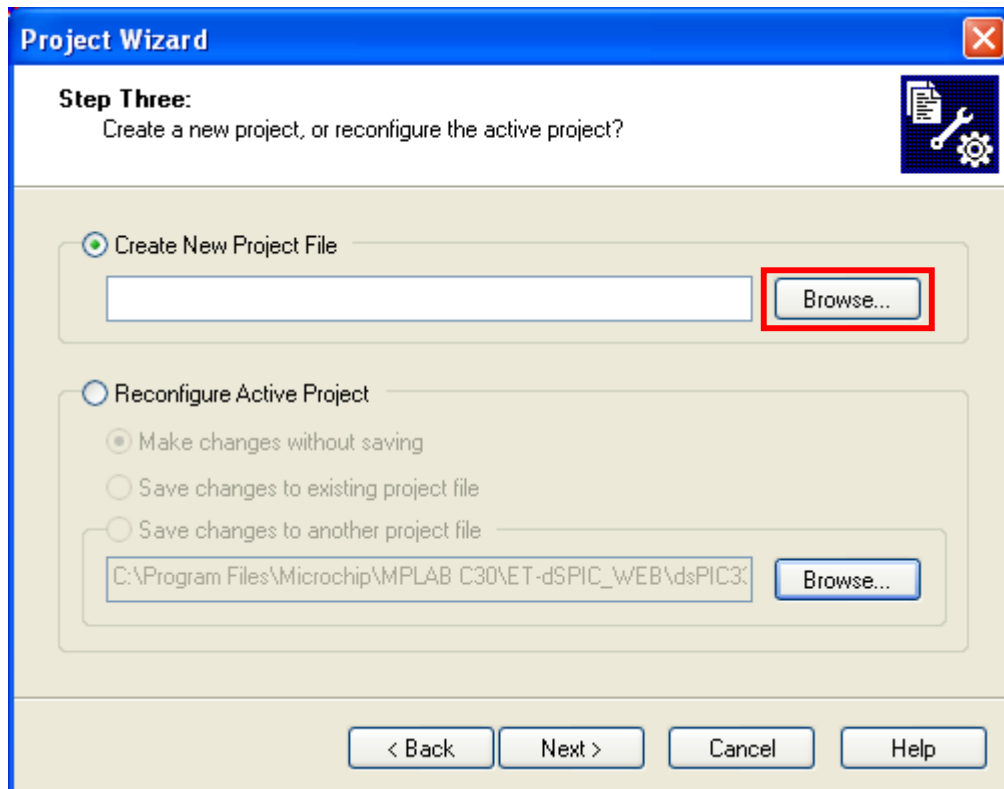 Project Wizard
Step Three:
Create a new project, or reconfigure the active project?
Create New Project File
Browse...
Reconfigure Active Project
Make changes without saving
Save changes to existing project file
Save changes to another project file
C:\Program Files\Microchip\MPLAB C30\ET-dSPIC_WEB\dsPIC33
Browse...
< Back Next > Cancel Help